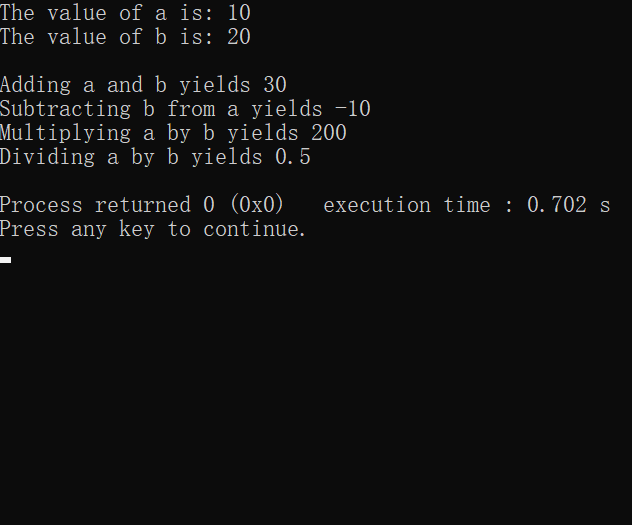 The value of a is: 10
The value of b is: 20
Adding a and b yields 30
Subtracting b from a yields -10
Multiplying a by b yields 200
Dividing a by b yields 0.5
Process returned 0 (0x0)   execution time : 0.702 s
Press any key to continue.